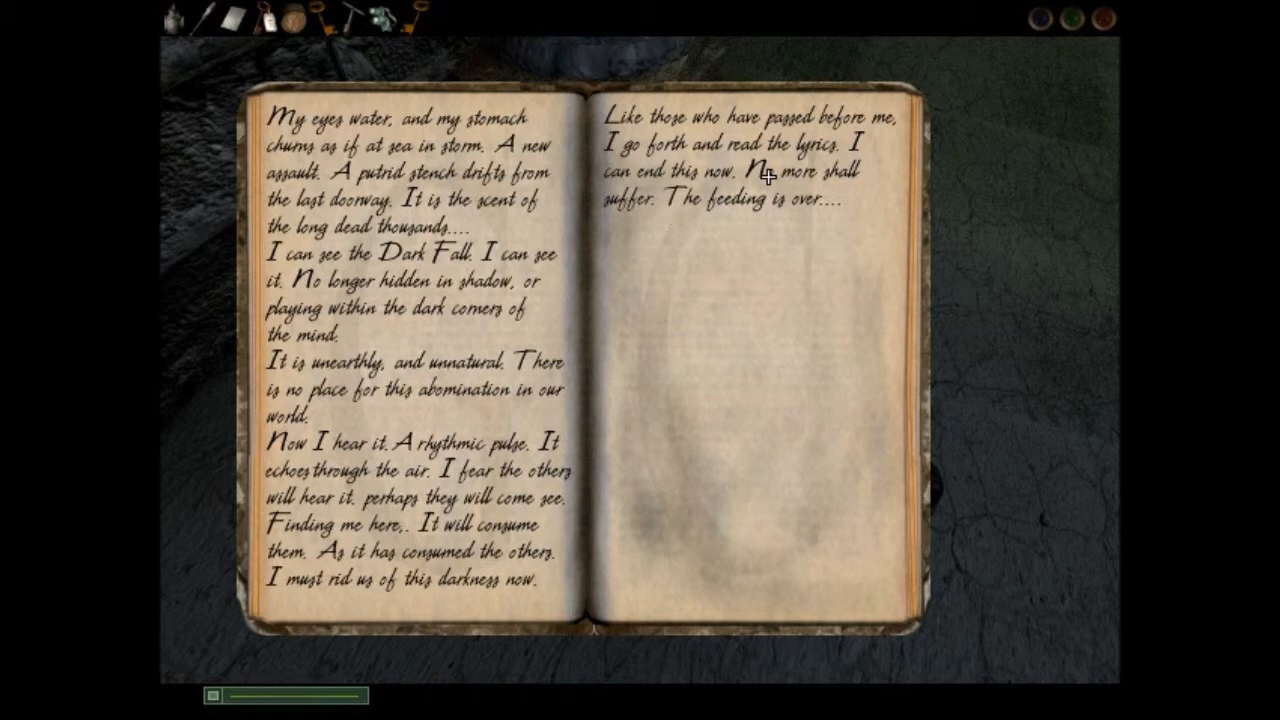 My eyes water, and my stomach
churns as if at sea in storm. A new
assault. A putrid stench drifts from
the last doorway. It is the scent of
the long dead thousands....
I can see the Dark Fall. I can see
it. No longer hidden in shadow, or
playing within the dark corners of
the mind.
It is unearthly, and unnatural. There
is no place for this abomination in our
world.
Now I hear it. A rhythmic pulse. It
echoes through the air. I fear the others
will hear it. perhaps they will come see.
Finding me here,. It will consume
them. As it has consumed the others.
I must rid us of this darkness now.
Like those who have passed before me,
I go forth and read the lyrics. I
can end this now. No more shall
suffer. The feeding is over....